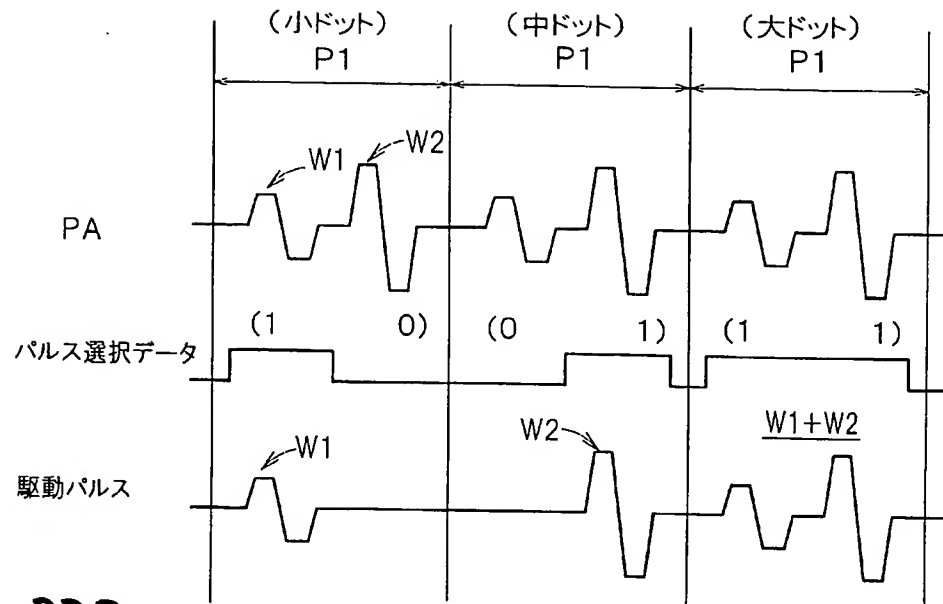 (小ドット) (中ドット) (大ドット)
P1 P1 P1
W1 W2
PA
(1 0) (0 1) (1 1)
パルス選択データ
W1+W2
W2
W1
駆動パルス